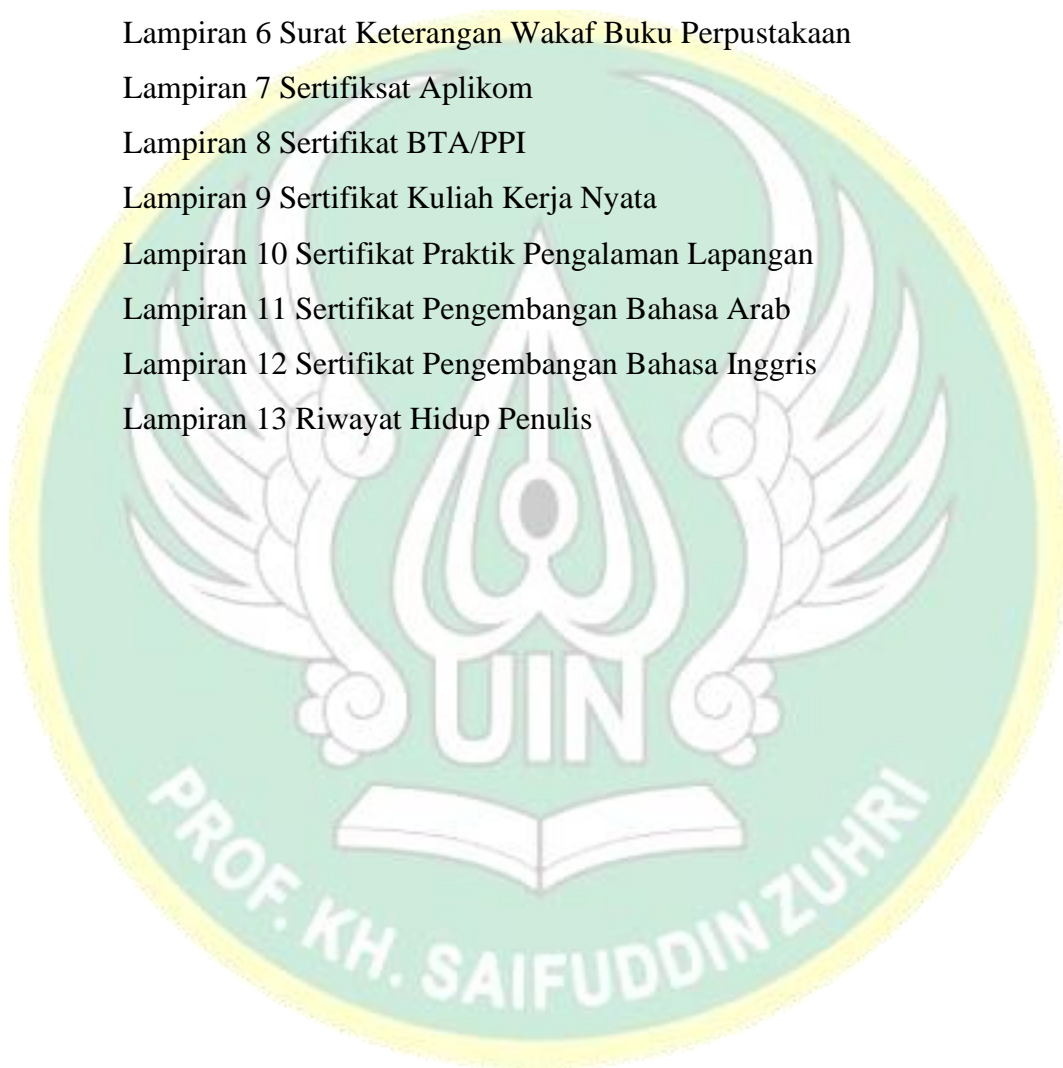 Lampiran 6 Surat Keterangan Wakaf Buku Perpustakaan
Lampiran 7 Sertifiksat Aplikom
Lampiran 8 Sertifikat BTA/PPI
Lampiran 9 Sertifikat Kuliah Kerja Nyata
Lampiran 10 Sertifikat Praktik Pengalaman Lapangan
Lampiran 11 Sertifikat Pengembangan Bahasa Arab
Lampiran 12 Sertifikat Pengembangan Bahasa Inggris
Lampiran 13 Riwayat Hidup Penulis
UIN
PROF. KH. SAIFUDDIN ZUHRI